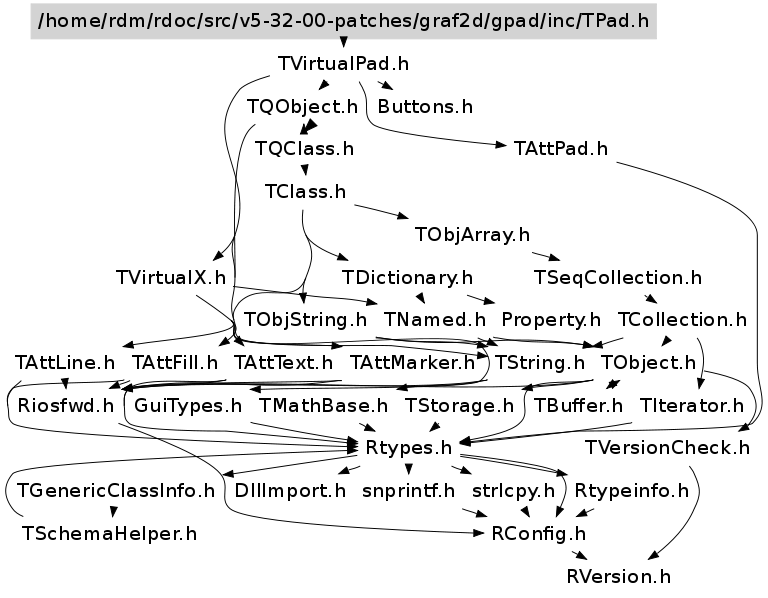 /home/rdm/rdoc/src/v5-32-00-patches/graf2d/gpad/inc/TPad.h
TVirtualPad.h
TQObject.h Buttons.h
TQClass.h TAttPad.h
TClass.h
TObjArray.h
TVirtualX.h TDictionary.h TSeqCollection.h
TObjString.h TNamed.h Property.h TCollection.h
TAttLine.h TAttFill.h TAttText.h TAttMarker.h TString.h TObject.h
Riosfwd.h GuiTypes.h TMathBase.h TStorage.h TBuffer.h TIterator.h
Rtypes.h TVersionCheck.h
TGenericClassInfo.h DllImport.h snprintf.h strlcpy.h Rtypeinfo.h
TSchemaHelper.h RConfig.h
RVersion.h